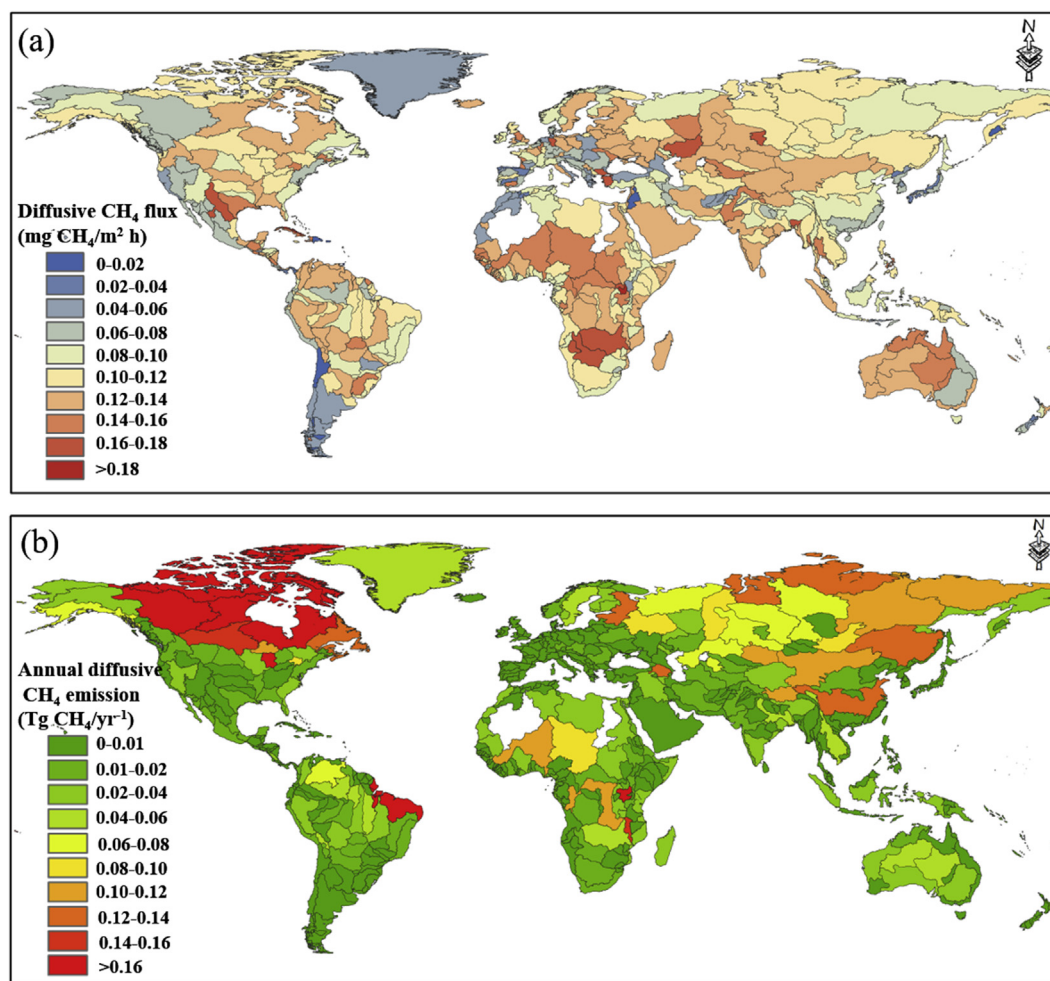 (a)
N
Diffusive CH4 flux
(mg CH4/m2 h)
0-0.02
0.02-0.04
0.04-0.06
0.06-0.08
0.08-0.10
0.10-0.12
0.12-0.14
0.14-0.16
0.16-0.18
>0.18
(b)
N
Annual diffusive
CH4 emission
(Tg CH4/yr-1)
0-0.01
0.01-0.02
0.02-0.04
0.04-0.06
0.06-0.08
0.08-0.10
0.10-0.12
0.12-0.14
0.14-0.16
>0.16